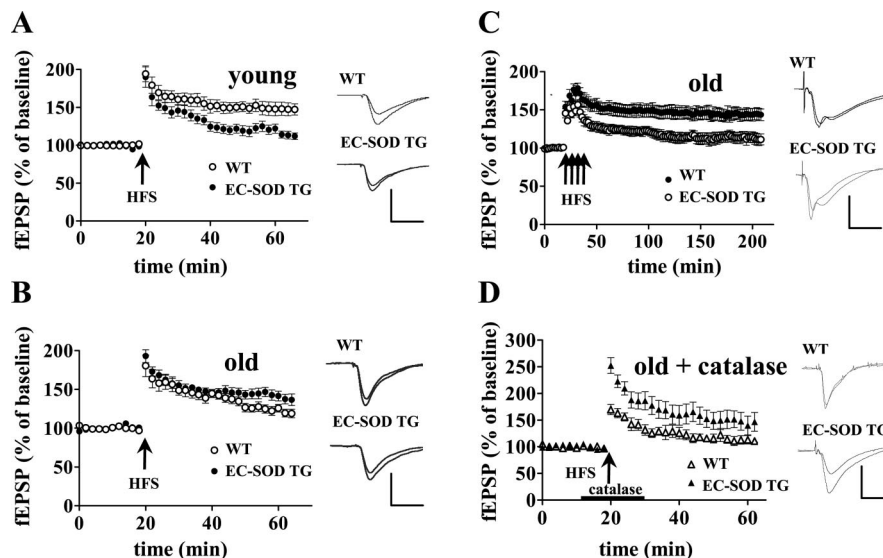 A
fEPSP (% of baseline)
200
150
100
50
0
0
20
40
60
time (min)
young
HFS
WT
EC-SOD TG
WT
EC-SOD TG
C
fEPSP (% of baseline)
200
150
100
50
0
0
50
100
150
200
time (min)
old
HFS
WT
EC-SOD TG
WT
EC-SOD TG
B
fEPSP (% of baseline)
200
150
100
50
0
0
20
40
60
time (min)
old
HFS
WT
EC-SOD TG
WT
EC-SOD TG
D
fEPSP (% of baseline)
300
250
200
150
100
50
0
0
20
40
60
time (min)
old + catalase
HFS
catalase
WT
EC-SOD TG
WT
EC-SOD TG